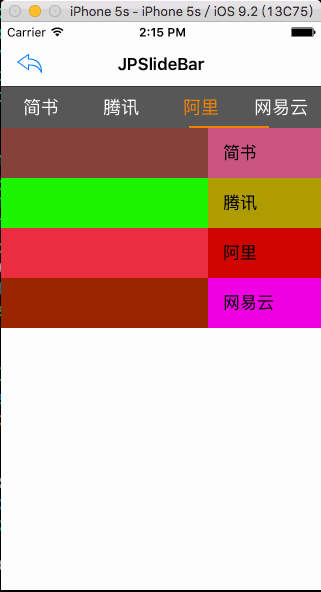 iPhone 5s - iPhone 5s / iOS 9.2 (13C75)
Carrier 2:15 PM
JPSlideBar
简书 腾讯 阿里 网易云
简书
腾讯
阿里
网易云